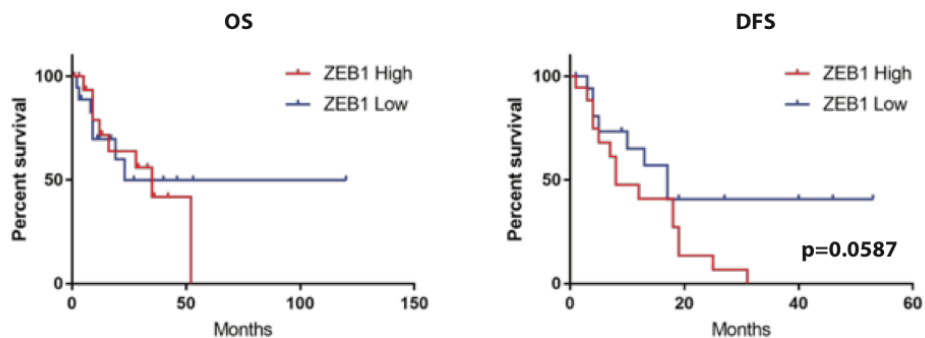 OS
ZEB1 High
ZEB1 Low
Percent survival
100
50
0
0 50 100 150
Months
DFS
ZEB1 High
ZEB1 Low
Percent survival
100
50
0
p=0.0587
0 20 40 60
Months